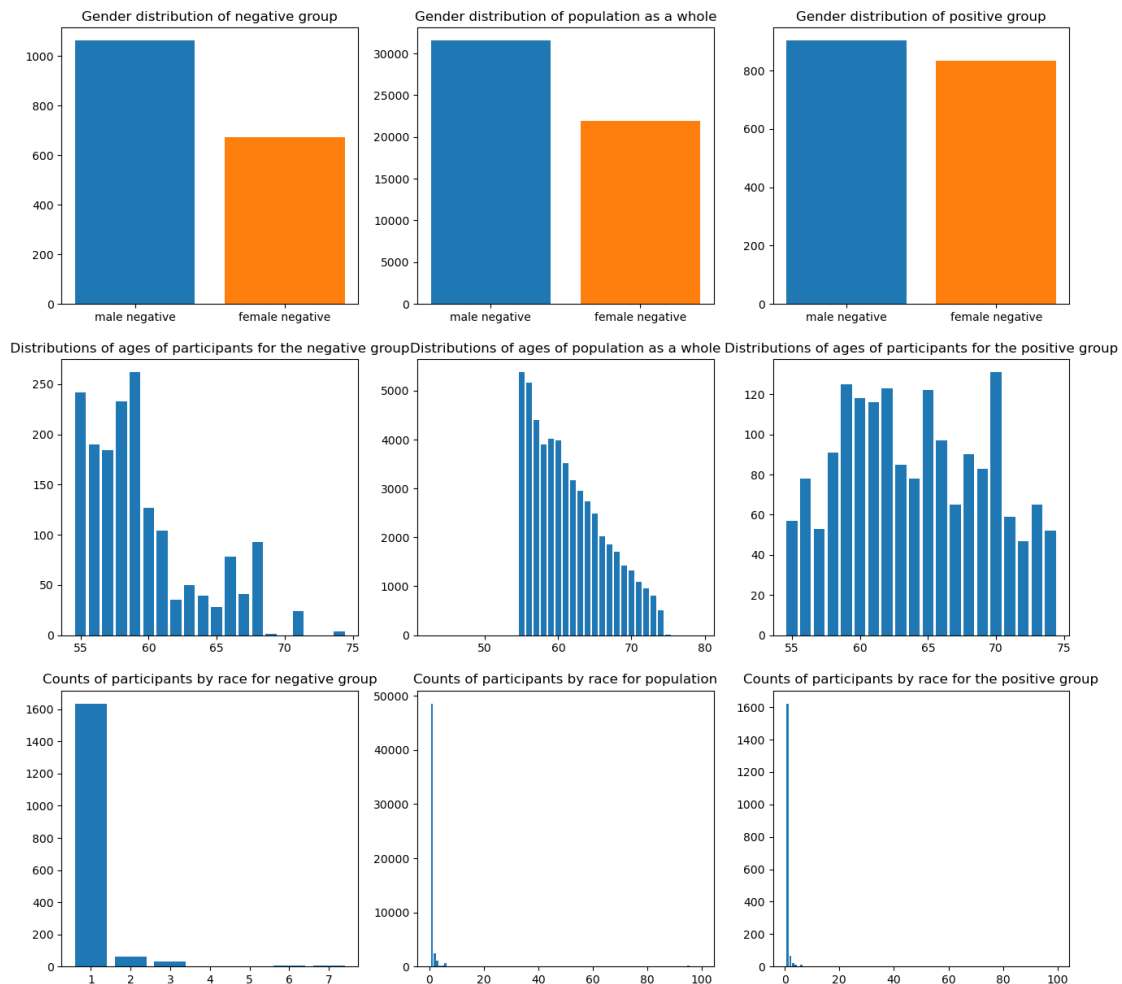 Gender distribution of negative group
1000
800
600
400
200
0
male negative
female negative
Gender distribution of population as a whole
30000
25000
20000
15000
10000
5000
0
male negative
female negative
Gender distribution of positive group
800
600
400
200
0
male negative
female negative
Distributions of ages of participants for the negative group
250
200
150
100
50
0
55 60 65 70 75
Distributions of ages of population as a whole
5000
4000
3000
2000
1000
0
50 60 70 80
Distributions of ages of participants for the positive group
120
100
80
60
40
20
0
55 60 65 70 75
Counts of participants by race for negative group
1600
1400
1200
1000
800
600
400
200
0
1 2 3 4 5 6 7
Counts of participants by race for population
50000
40000
30000
20000
10000
0
0 20 40 60 80 100
Counts of participants by race for the positive group
1600
1400
1200
1000
800
600
400
200
0
0 20 40 60 80 100